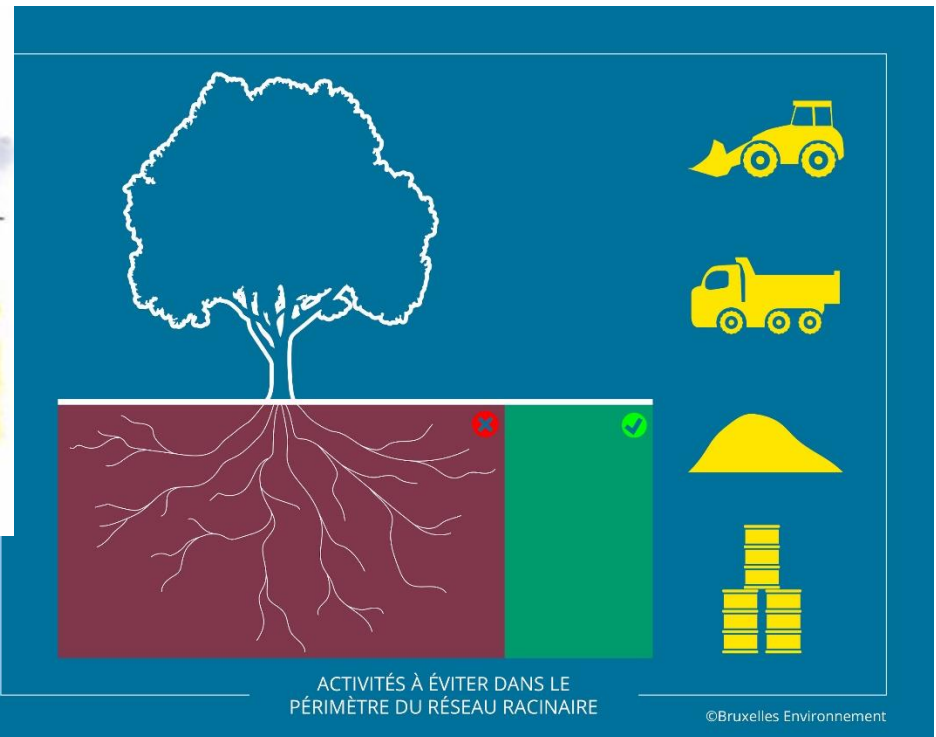 ACTIVITÉS À ÉVITER DANS LE
PÉRIMÈTRE DU RÉSEAU RACINAIRE
©Bruxelles Environnement